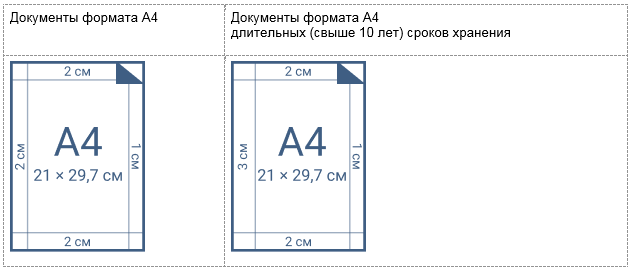 Документы формата А4
Документы формата А4
длительных (свыше 10 лет) сроков хранения
2 см
2 см
А4
1 см
21 × 29,7 см
2 см
2 см
3 см
А4
1 см
21 × 29,7 см
2 см